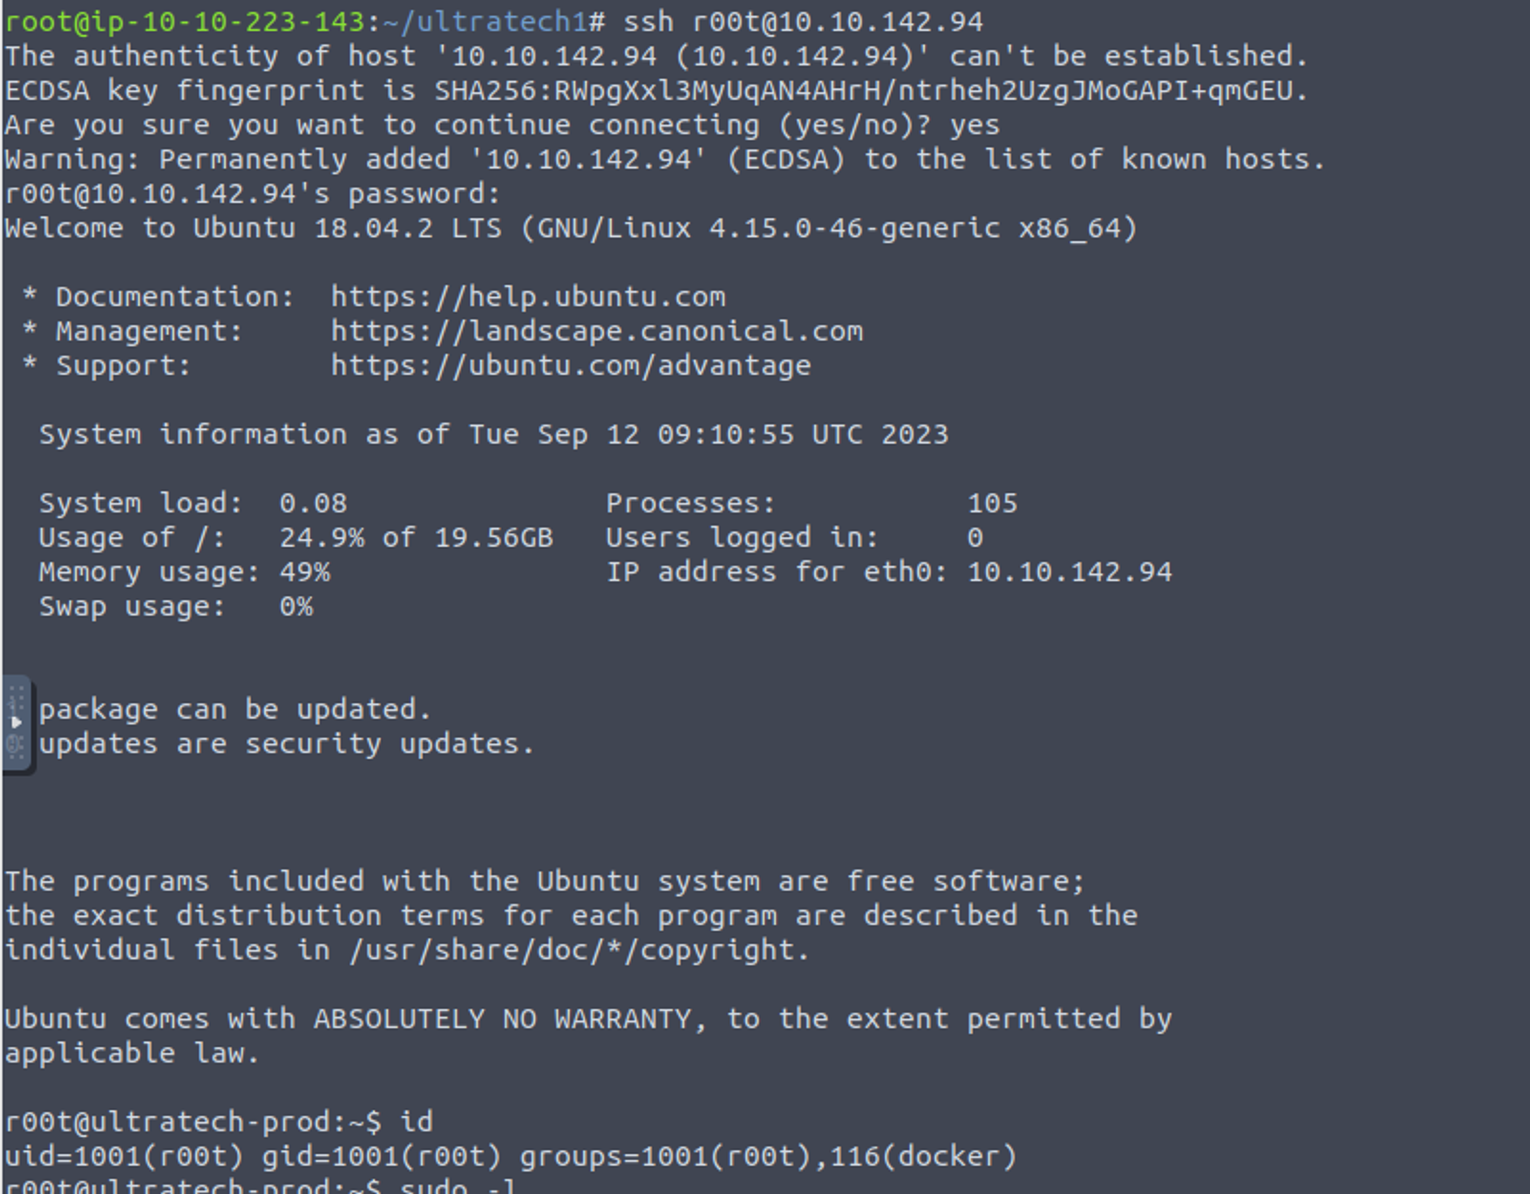 root@ip-10-10-223-143:~/ultratech1# ssh r00t@10.10.142.94
The authenticity of host '10.10.142.94 (10.10.142.94)' can't be established.
ECDSA key fingerprint is SHA256:RWpgXxl3MyUqAN4AHrH/ntrheh2UzgJMoGAPI+qmGEU.
Are you sure you want to continue connecting (yes/no)? yes
Warning: Permanently added '10.10.142.94' (ECDSA) to the list of known hosts.
r00t@10.10.142.94's password:
Welcome to Ubuntu 18.04.2 LTS (GNU/Linux 4.15.0-46-generic x86_64)
* Documentation:  https://help.ubuntu.com
* Management:     https://landscape.canonical.com
* Support:        https://ubuntu.com/advantage
System information as of Tue Sep 12 09:10:55 UTC 2023
System load:  0.08               Processes:           105
Usage of /:   24.9% of 19.56GB   Users logged in:     0
Memory usage: 49%                IP address for eth0: 10.10.142.94
Swap usage:   0%
package can be updated.
updates are security updates.
The programs included with the Ubuntu system are free software;
the exact distribution terms for each program are described in the
individual files in /usr/share/doc/*/copyright.
Ubuntu comes with ABSOLUTELY NO WARRANTY, to the extent permitted by
applicable law.
r00t@ultratech-prod:~$ id
uid=1001(r00t) gid=1001(r00t) groups=1001(r00t),116(docker)
r00t@ultratech-prod:~$ sudo -l